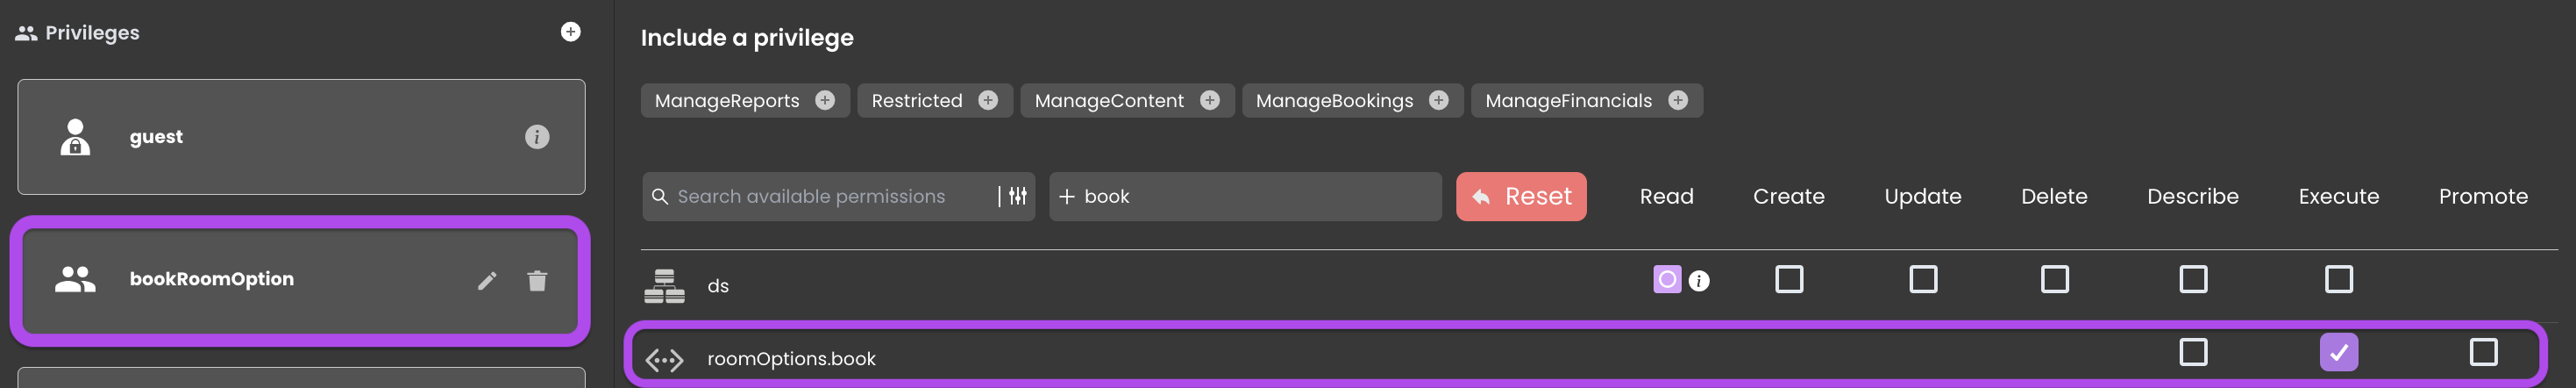 Privileges
guest
bookRoomOption
Include a privilege
ManageReports Restricted ManageContent ManageBookings ManageFinancials
Search available permissions book Reset Read Create Update Delete Describe Execute Promote
ds
roomOptions.book